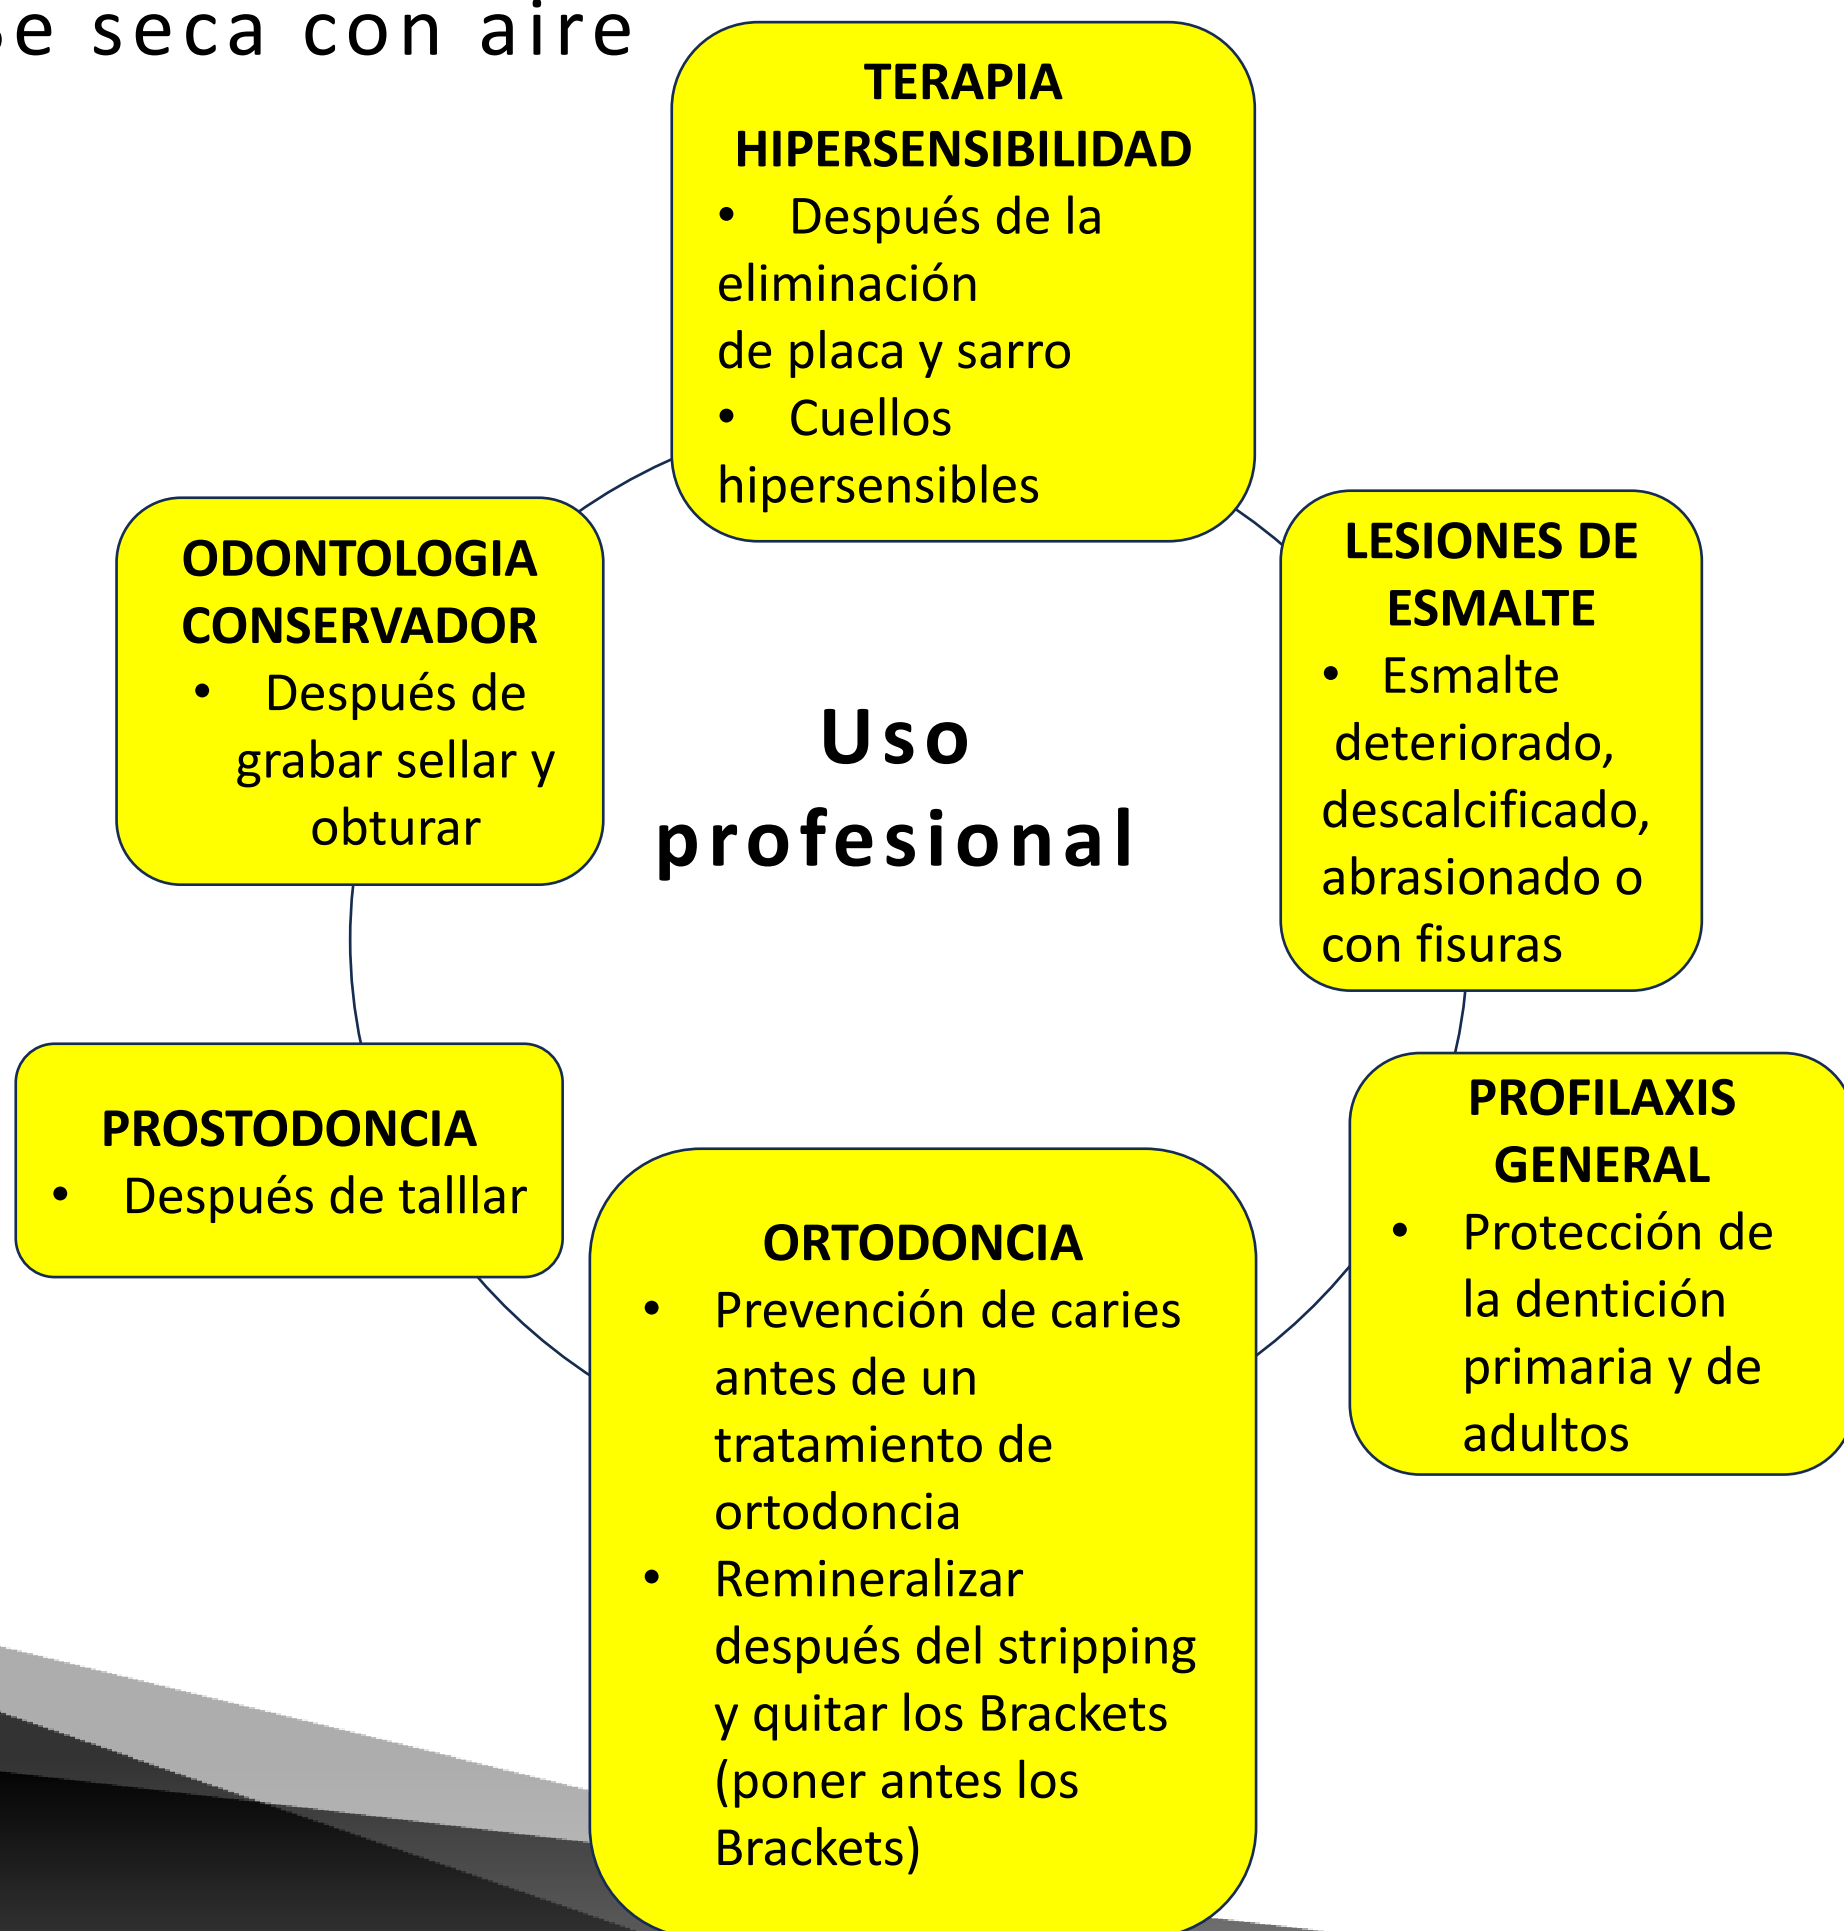 e seca con aire
TERAPIA
HIPERSENSIBILIDAD
• Después de la
eliminación
de placa y sarro
• Cuellos
hipersensibles
ODONTOLOGIA
CONSERVADOR
• Después de
grabar sellar y
obturar
LESIONES DE
ESMALTE
• Esmalte
deteriorado,
descalcificado,
abrasionado o
con fisuras
Uso
profesional
PROSTODONCIA
• Después de talllar
PROFILAXIS
GENERAL
• Protección de
la dentición
primaria y de
adultos
ORTODONCIA
• Prevención de caries
antes de un
tratamiento de
ortodoncia
• Remineralizar
después del stripping
y quitar los Brackets
(poner antes los
Brackets)